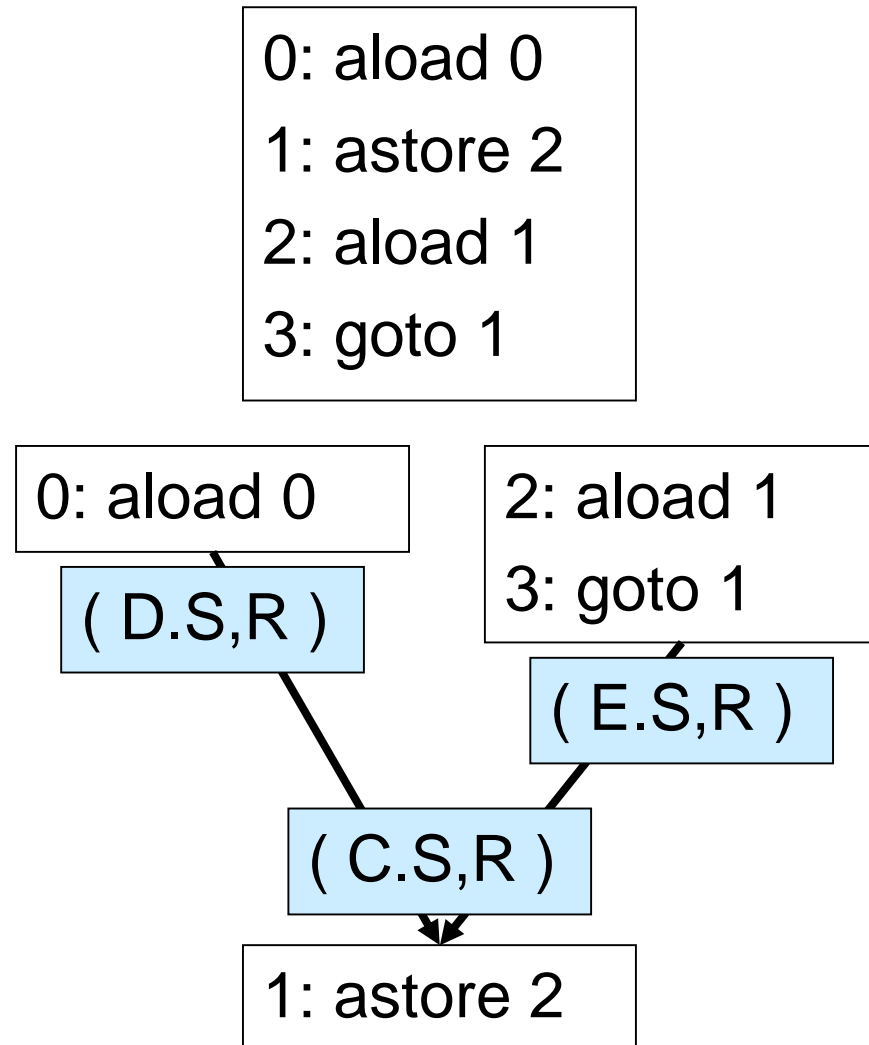 0: aload 0
1: astore 2
2: aload 1
3: goto 1
0: aload 0
( D.S,R )
2: aload 1
3: goto 1
( E.S,R )
( C.S,R )
1: astore 2